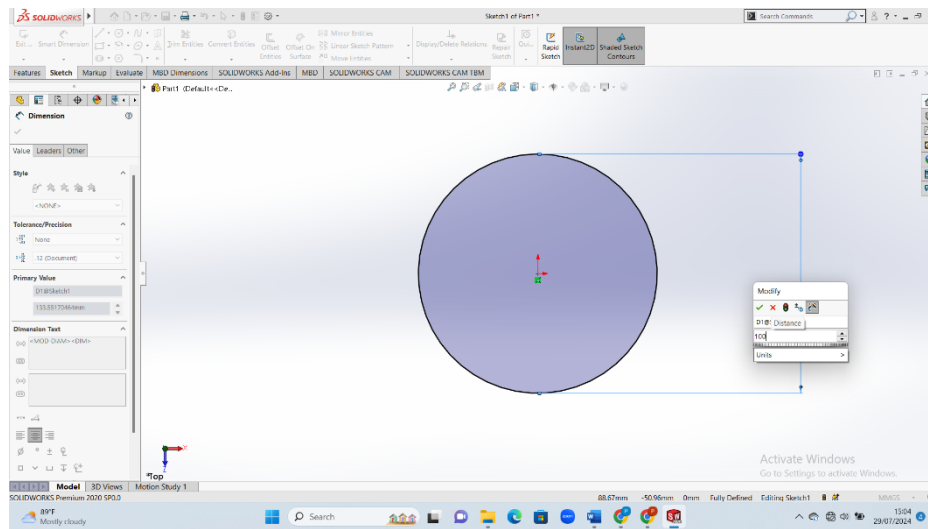 SOLIDWORKS
Sketch1 of Part1 *
Search Commands
Smart Dimension
Trim Entities
Convert Entities
Offset Entities
Offset On Surface
Mirror Entities
Linear Sketch Pattern
Move Entities
Display/Delete Relations
Repair Sketch
Rapid Sketch
Instant2D
Shaded Sketch Contours
Features Sketch Markup Evaluate MBD Dimensions SOLIDWORKS Add-Ins MBD SOLIDWORKS CAM SOLIDWORKS CAM TBM
Part1 (Default<<De..
Dimension
Value Leaders Other
Style
<NONE>
Tolerance/Precision
None
.12 (Document)
Primary Value
D1@Sketch1
Dimension Text
<MOD-DIAM><DIM>
Modify
Distance
100
Units
*Top
Activate Windows
Go to Settings to activate Windows.
Model 3D Views Motion Study 1
SOLIDWORKS Premium 2020 SP0.0
88.67mm -50.96mm 0mm Fully Defined Editing Sketch1 MMGS
89°F
Mostly cloudy
Search
15:04
29/07/2024